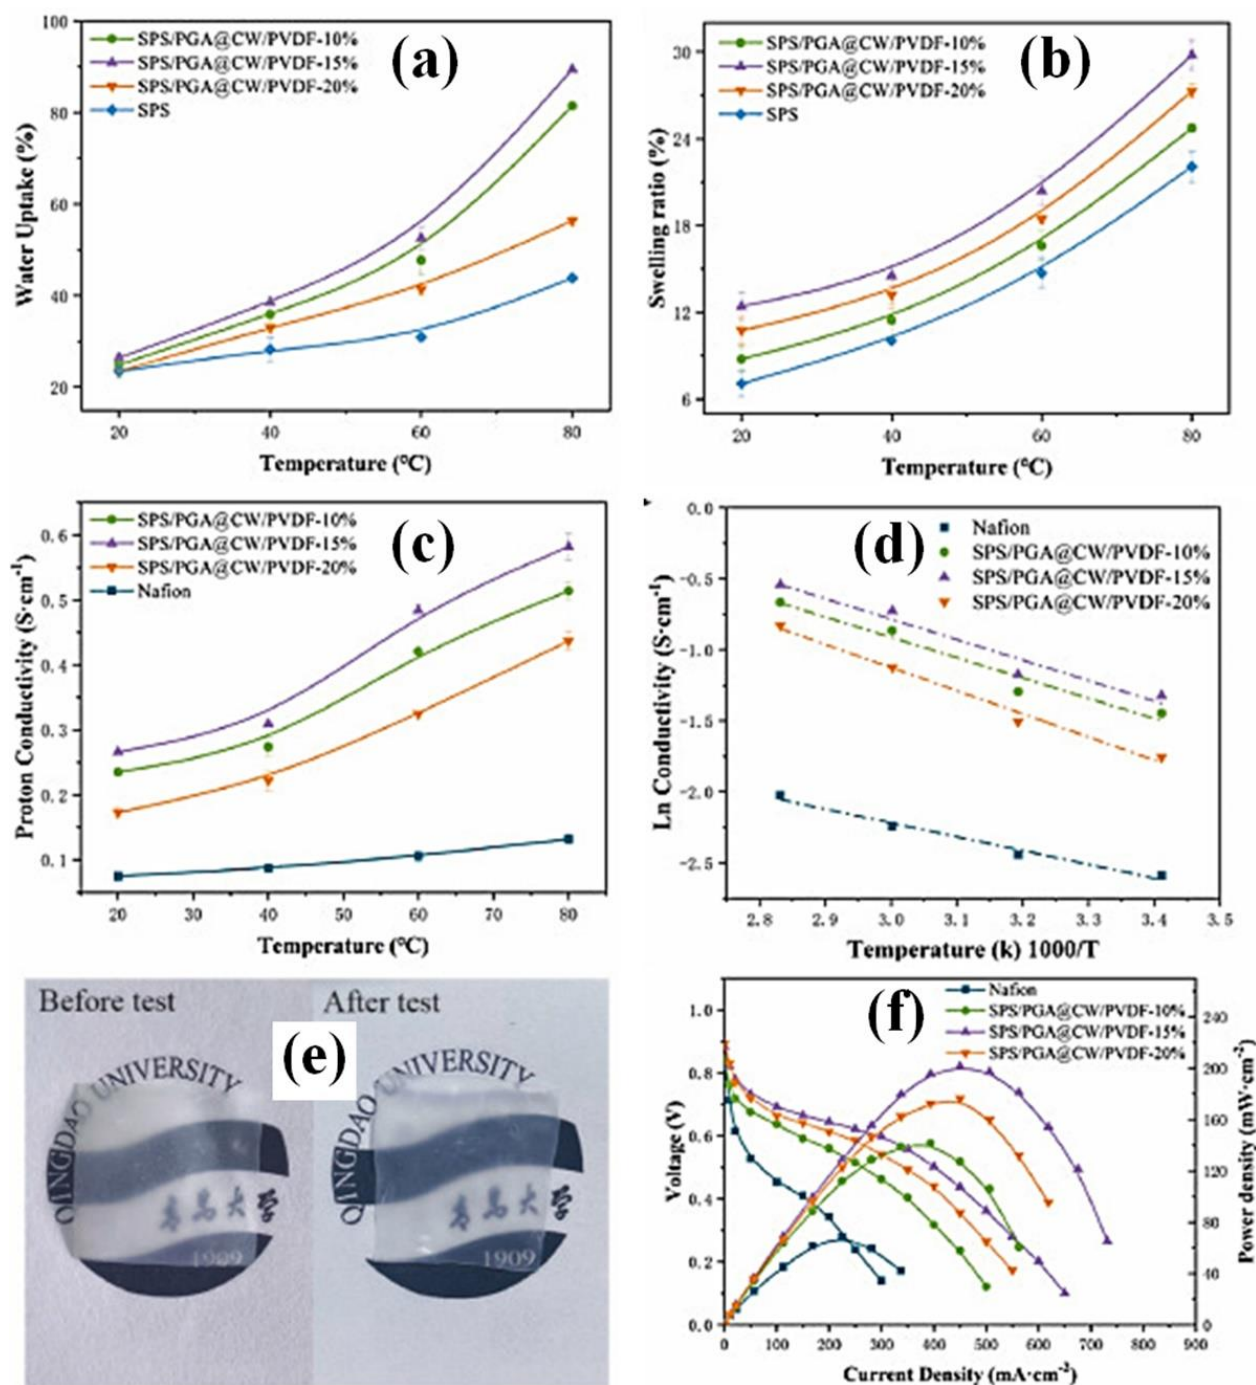 100
80
60
40
20
Water Uptake (%)
SPS/PGA@CW/PVDF-10%
SPS/PGA@CW/PVDF-15%
SPS/PGA@CW/PVDF-20%
SPS
(a)
20 40 60 80
Temperature (°C)
30
24
18
12
6
Swelling ratio (%)
SPS/PGA@CW/PVDF-10%
SPS/PGA@CW/PVDF-15%
SPS/PGA@CW/PVDF-20%
SPS
(b)
20 40 60 80
Temperature (°C)
0.6
0.5
0.4
0.3
0.2
0.1
Proton Conductivity (S·cm⁻¹)
SPS/PGA@CW/PVDF-10%
SPS/PGA@CW/PVDF-15%
SPS/PGA@CW/PVDF-20%
Nafion
(c)
20 30 40 50 60 70 80
Temperature (°C)
0.0
-0.5
-1.0
-1.5
-2.0
-2.5
Ln Conductivity (S·cm⁻¹)
(d)
Nafion
SPS/PGA@CW/PVDF-10%
SPS/PGA@CW/PVDF-15%
SPS/PGA@CW/PVDF-20%
2.8 2.9 3.0 3.1 3.2 3.3 3.4 3.5
Temperature (k) 1000/T
Before test
QINGDAO UNIVERSITY
青岛大学
1909
(e)
After test
QINGDAO UNIVERSITY
青岛大学
1909
1.0
0.8
0.6
0.4
0.2
0.0
Voltage (V)
(f)
Nafion
SPS/PGA@CW/PVDF-10%
SPS/PGA@CW/PVDF-15%
SPS/PGA@CW/PVDF-20%
240
200
160
120
80
40
0
Power density (mW·cm⁻²)
0 100 200 300 400 500 600 700 800 900
Current Density (mA·cm⁻²)